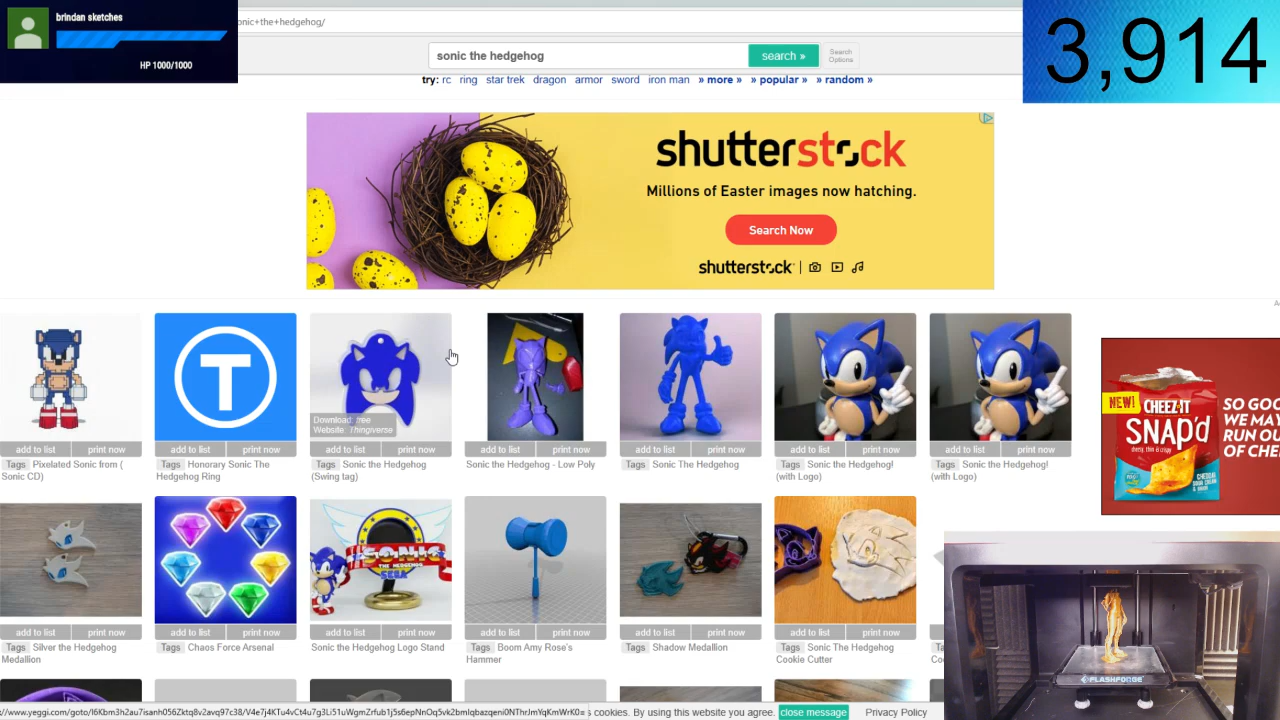 brindan sketches
HP 1000/1000
onic+the+hedgehog/
3,914
sonic the hedgehog
search »
Search Options
try: rc ring star trek dragon armor sword iron man » more » » popular » » random »
shutterstock
Millions of Easter images now hatching.
Search Now
shutterstock
T
Download: free
Website: Thingiverse
add to list print now add to list print now add to list print now add to list print now add to list print now add to list print now add to list print now
Tags Pixelated Sonic from ( Sonic CD)
Tags Honorary Sonic The Hedgehog Ring
Tags Sonic the Hedgehog (Swing tag)
Sonic the Hedgehog - Low Poly
Tags Sonic The Hedgehog
Tags Sonic the Hedgehog! (with Logo)
Tags Sonic the Hedgehog! (with Logo)
NEW!
CHEEZ-IT
SNAP'd
SO GOO
WE MAY
RUN OU
OF CHE
SONIC
THE HEDGEHOG
SEGA
add to list print now add to list print now add to list print now add to list print now add to list print now add to list print now
Tags Silver the Hedgehog Medallion
Tags Chaos Force Arsenal
Sonic the Hedgehog Logo Stand
Tags Boom Amy Rose's Hammer
Tags Shadow Medallion
Tags Sonic The Hedgehog Cookie Cutter
FLASHFORGE
s cookies. By using this website you agree. close message Privacy Policy